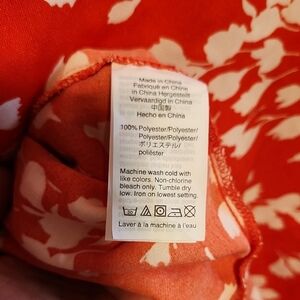 Made in China
Fabriqué en Chine
In China Hergestellt
Vervaardigd in China
中国製
Hecho en China
100% Polyester/Polyester/
Polyester/Polyester/
ポリエステル/
poliéster
Machine wash cold with
like colors. Non-chlorine
bleach only. Tumble dry
low. Iron on lowest setting.
Laver à la machine à l'eau